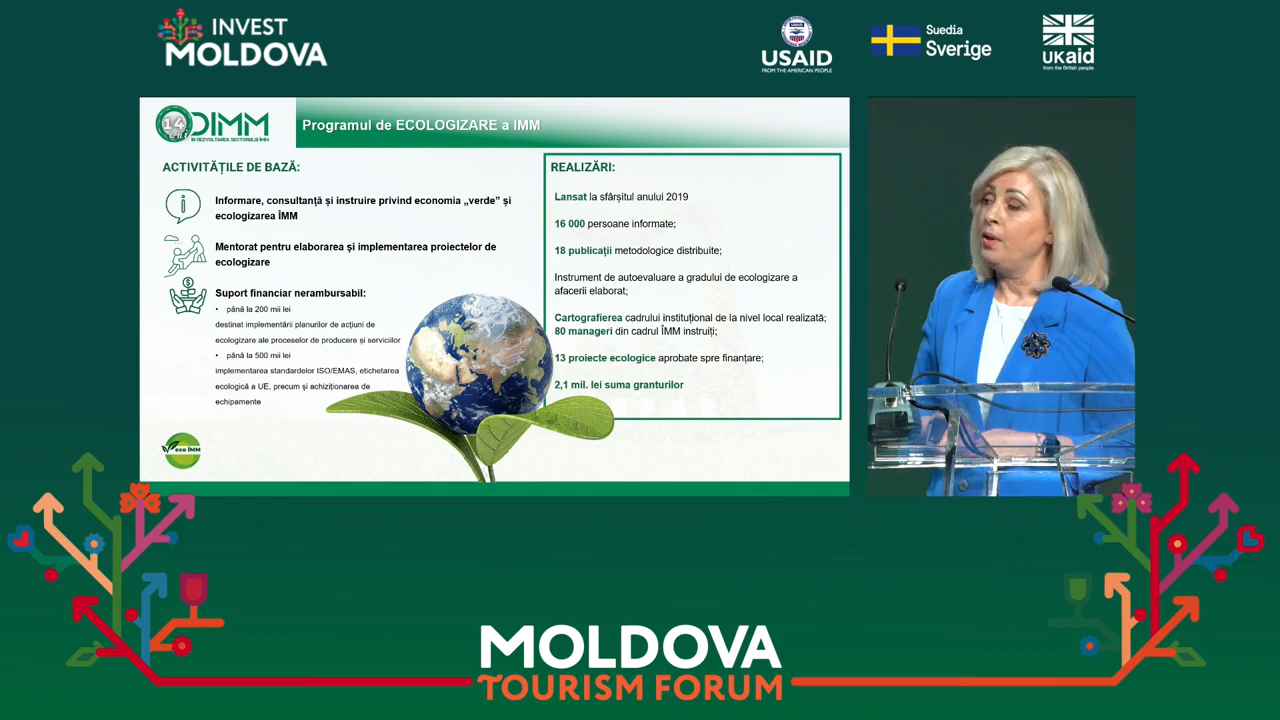 INVEST
MOLDOVA
USAID
FROM THE AMERICAN PEOPLE
Suedia
Sverige
UKaid
from the British people
14
ani
ODIMM
ÎN DEZVOLTAREA SECTORULUI ÎMM
Programul de ECOLOGIZARE a IMM
ACTIVITĂȚILE DE BAZĂ:
Informare, consultanță și instruire privind economia „verde” și
ecologizarea ÎMM
Mentorat pentru elaborarea și implementarea proiectelor de
ecologizare
Suport financiar nerambursabil:
• până la 200 mii lei
destinat implementării planurilor de acțiuni de
ecologizare ale proceselor de producere și serviciilor
• până la 500 mii lei
implementarea standardelor ISO/EMAS, etichetarea
ecologică a UE, precum și achiziționarea de
echipamente
eco ÎMM
REALIZĂRI:
Lansat la sfârșitul anului 2019
16 000 persoane informate;
18 publicații metodologice distribuite;
Instrument de autoevaluare a gradului de ecologizare a
afacerii elaborat;
Cartografierea cadrului instituțional de la nivel local realizată;
80 manageri din cadrul ÎMM instruiți;
13 proiecte ecologice aprobate spre finanțare;
2,1 mil. lei suma granturilor
MOLDOVA
TOURISM FORUM